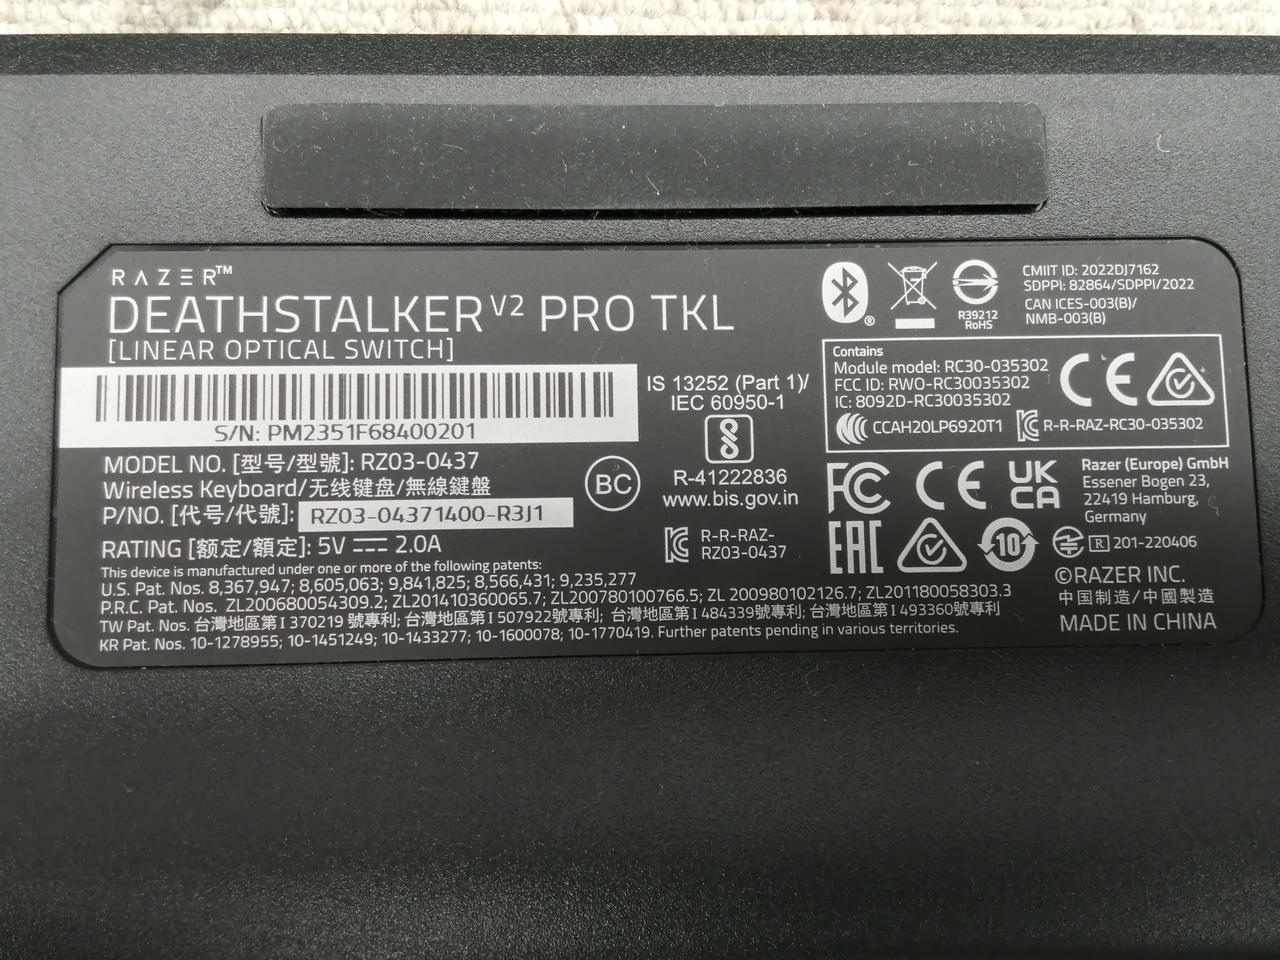 RAZER™
DEATHSTALKER V2 PRO TKL
[LINEAR OPTICAL SWITCH]
S/N: PM2351F68400201
MODEL NO. [型号/型號]: RZ03-0437
Wireless Keyboard/无线键盘/無線鍵盤
P/NO. [代号/代號]: RZ03-04371400-R3J1
RATING [额定/額定]: 5V ⎓ 2.0A
This device is manufactured under one or more of the following patents:
U.S. Pat. Nos. 8,367,947; 8,605,063; 9,841,825; 8,566,431; 9,235,277
P.R.C. Pat. Nos. ZL200680054309.2; ZL201410360065.7; ZL200780100766.5; ZL 200980102126.7; ZL201180058303.3
TW Pat. Nos. 台灣地區第I 370219 號專利; 台灣地區第I 507922號專利; 台灣地區第I 484339號專利; 台灣地區第I 493360號專利
KR Pat. Nos. 10-1278955; 10-1451249; 10-1433277; 10-1600078; 10-1770419. Further patents pending in various territories.
BC
IS 13252 (Part 1)/
IEC 60950-1
R-41222836
www.bis.gov.in
R-R-RAZ-
RZ03-0437
®
R39212
RoHS
CMIIT ID: 2022DJ7162
SDPPI: 82864/SDPPI/2022
CAN ICES-003(B)/
NMB-003(B)
Contains
Module model: RC30-035302
FCC ID: RWO-RC30035302
IC: 8092D-RC30035302
CCAH20LP6920T1
R-R-RAZ-RC30-035302
CE
FC
CE
UK
CA
EAC
10
Razer (Europe) GmbH
Essener Bogen 23,
22419 Hamburg,
Germany
R 201-220406
©RAZER INC.
中国制造/中國製造
MADE IN CHINA